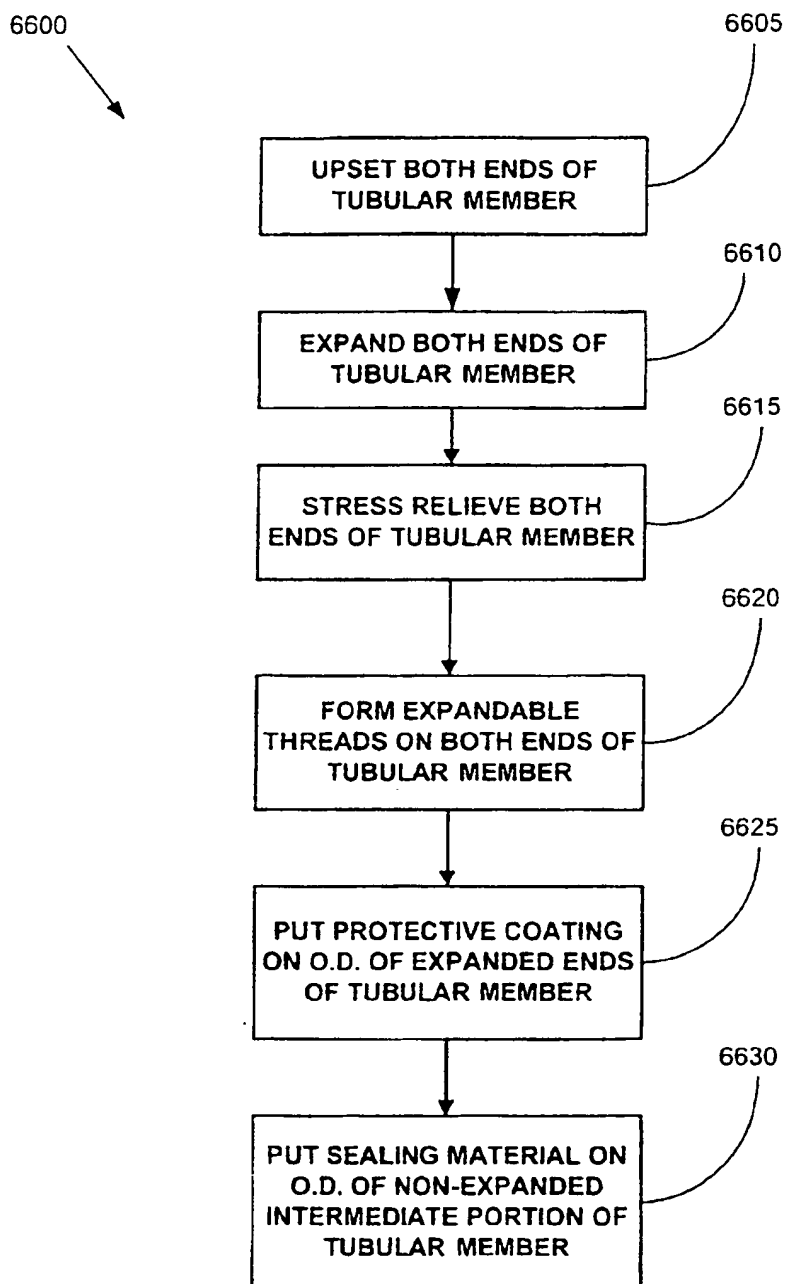 6600
6605
UPSET BOTH ENDS OF
TUBULAR MEMBER
6610
EXPAND BOTH ENDS OF
TUBULAR MEMBER
6615
STRESS RELIEVE BOTH
ENDS OF TUBULAR MEMBER
6620
FORM EXPANDABLE
THREADS ON BOTH ENDS OF
TUBULAR MEMBER
6625
PUT PROTECTIVE COATING
ON O.D. OF EXPANDED ENDS
OF TUBULAR MEMBER
6630
PUT SEALING MATERIAL ON
O.D. OF NON-EXPANDED
INTERMEDIATE PORTION OF
TUBULAR MEMBER